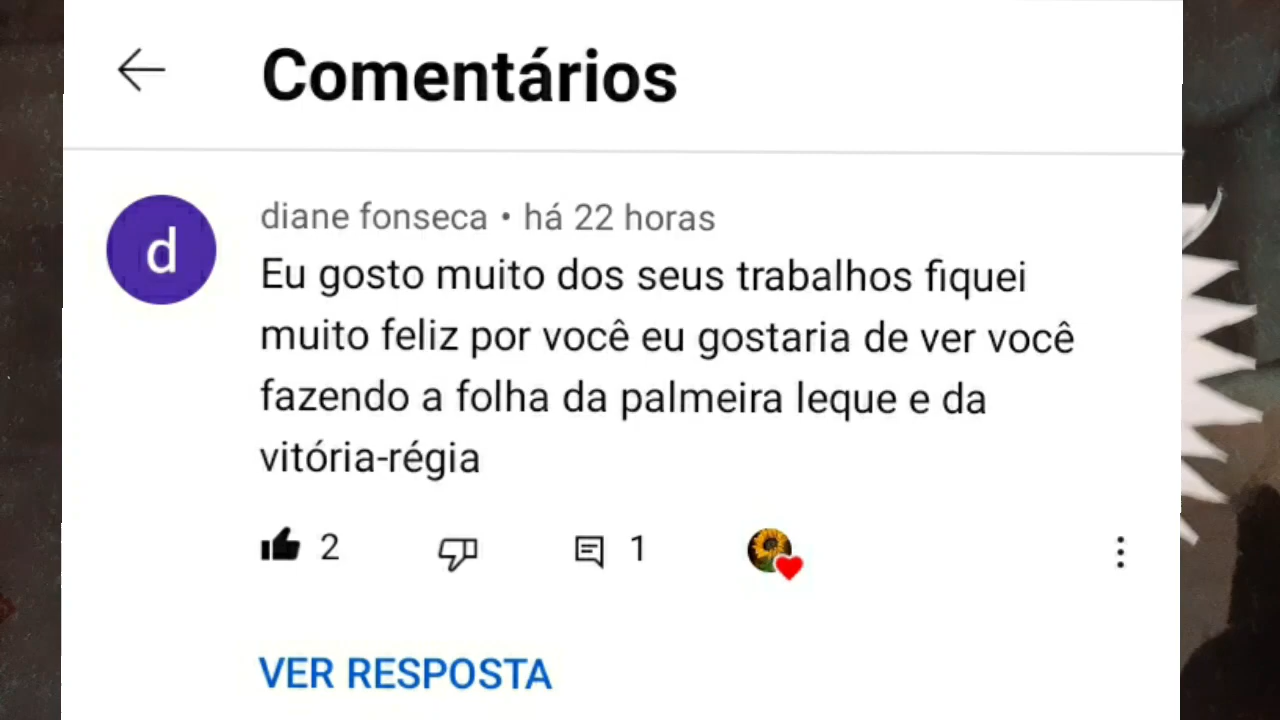 Comentários
d
diane fonseca • há 22 horas
Eu gosto muito dos seus trabalhos fiquei
muito feliz por você eu gostaria de ver você
fazendo a folha da palmeira leque e da
vitória-régia
2
1
VER RESPOSTA